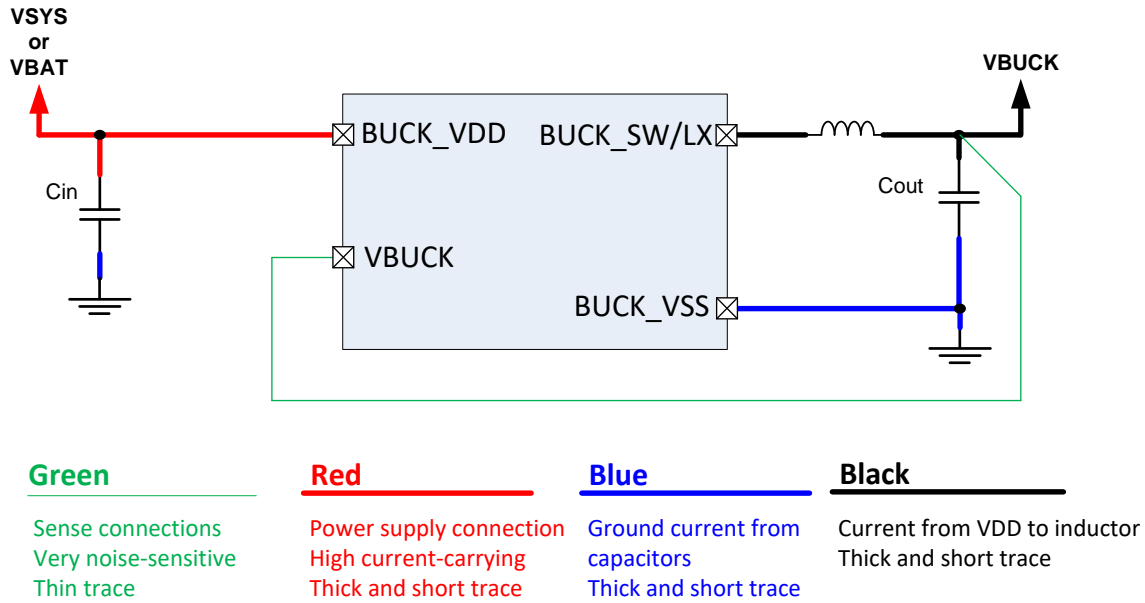 VSYS
or
VBAT
VBUCK
BUCK_VDD
BUCK_SW/LX
Cin
Cout
VBUCK
BUCK_VSS
Green
Sense connections
Very noise-sensitive
Thin trace
Red
Power supply connection
High current-carrying
Thick and short trace
Blue
Ground current from
capacitors
Thick and short trace
Black
Current from VDD to inductor
Thick and short trace